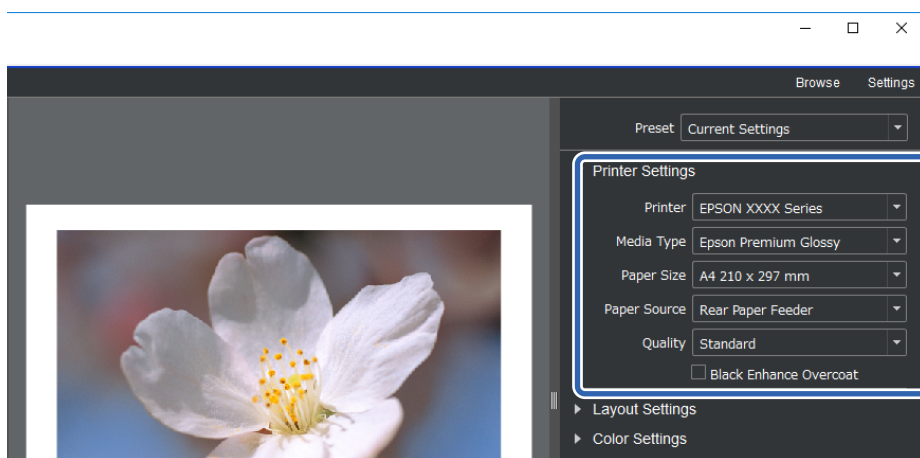 Browse Settings
Preset Current Settings
Printer Settings
Printer EPSON XXXX Series
Media Type Epson Premium Glossy
Paper Size A4 210 x 297 mm
Paper Source Rear Paper Feeder
Quality Standard
Black Enhance Overcoat
Layout Settings
Color Settings